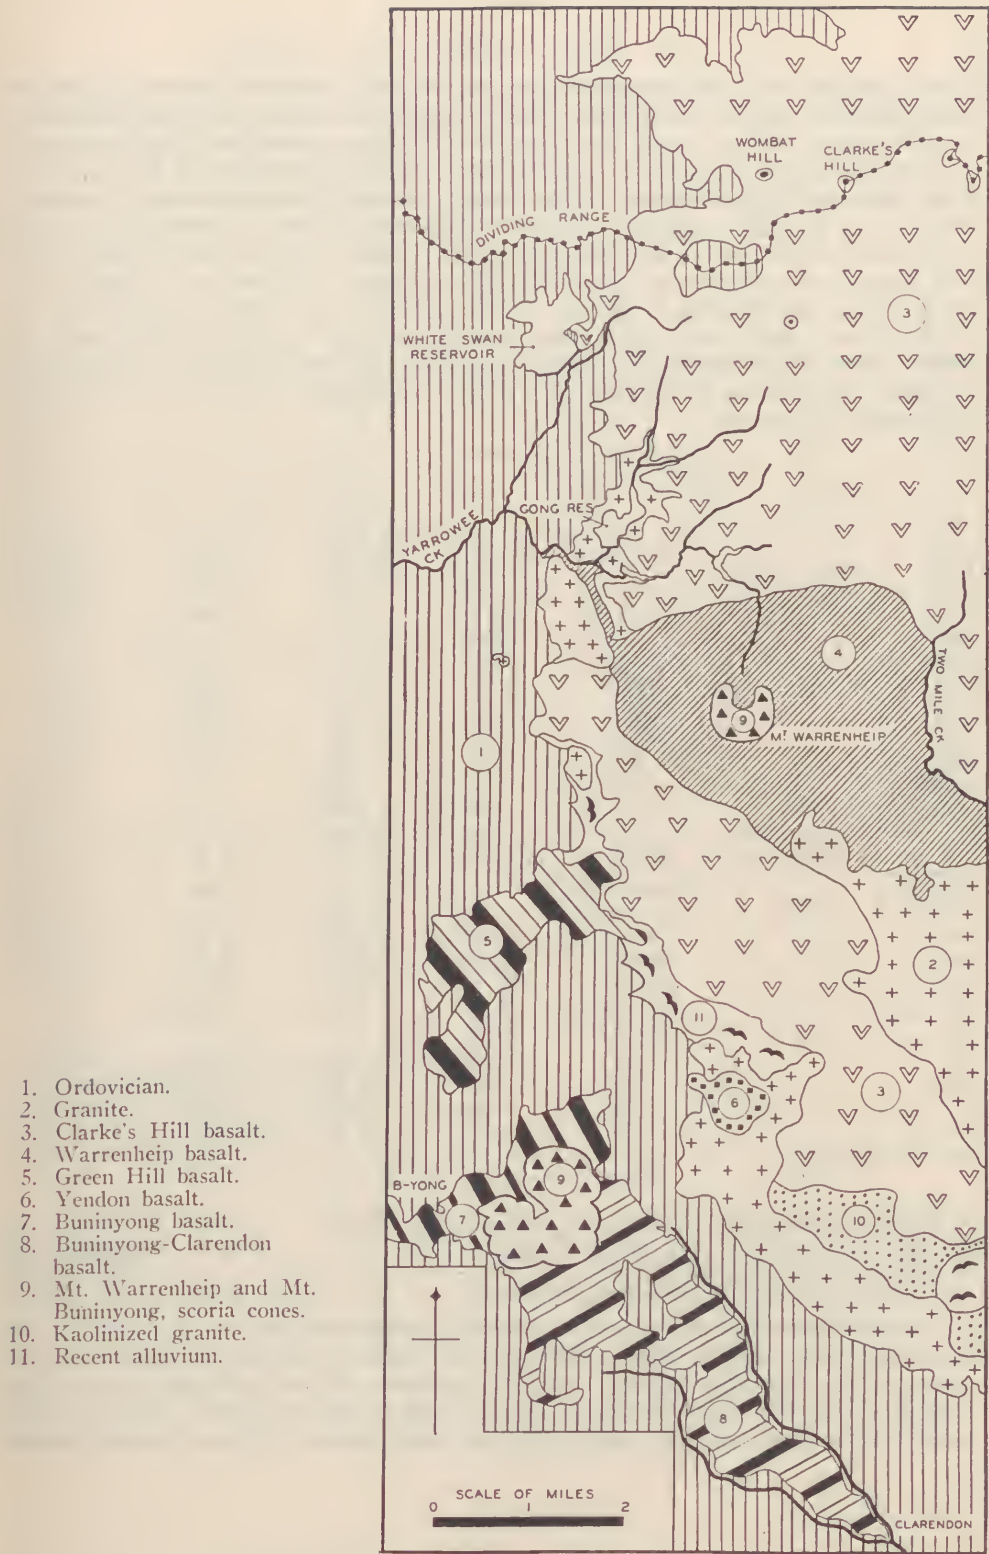 WOMBAT
HILL
CLARKE'S
HILL
DIVIDING RANGE
3
WHITE SWAN
RESERVOIR
YARROWEE
CK
GONG RES
4
TWO MILE CK
9
Mᵀ WARRENHEIP
1
5
2
11
6
3
B-YONG
9
7
10
8
SCALE OF MILES
0 1 2
CLARENDON
1. Ordovician.
2. Granite.
3. Clarke's Hill basalt.
4. Warrenheip basalt.
5. Green Hill basalt.
6. Yendon basalt.
7. Buninyong basalt.
8. Buninyong-Clarendon
basalt.
9. Mt. Warrenheip and Mt.
Buninyong, scoria cones.
10. Kaolinized granite.
11. Recent alluvium.